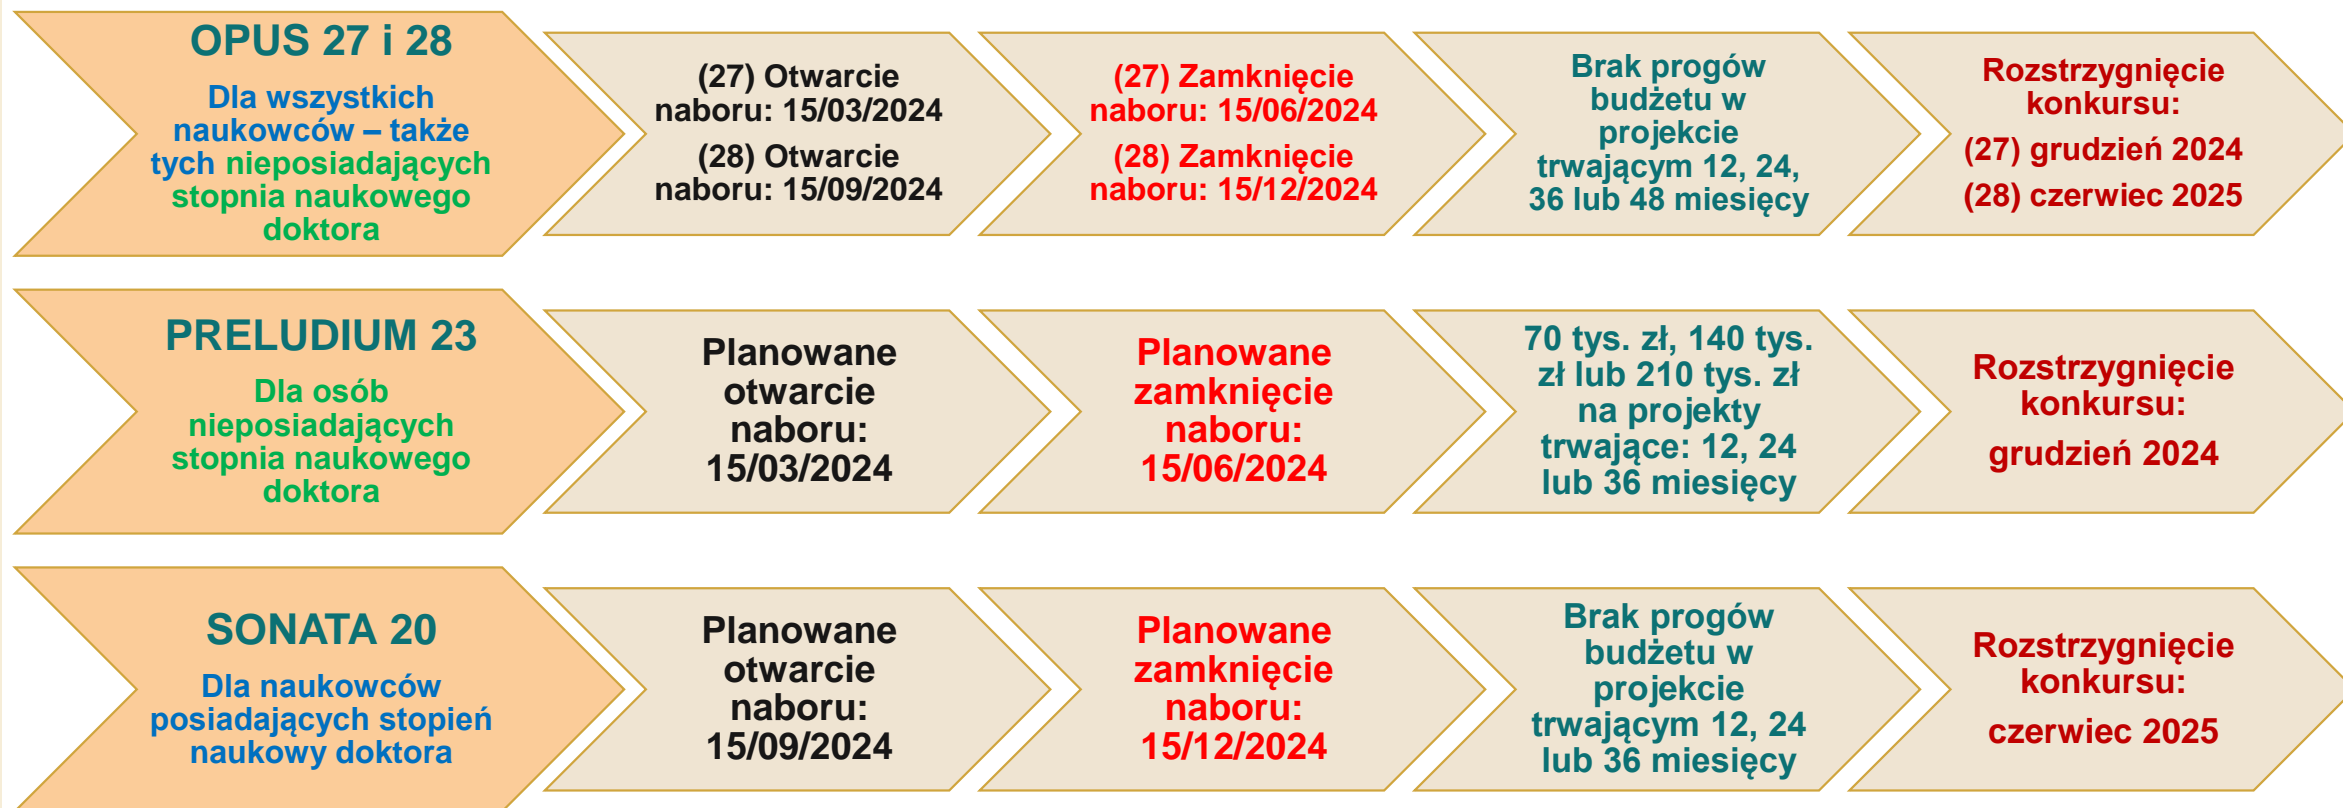 OPUS 27 i 28
Dla wszystkich
naukowców – także
tych nieposiadających
stopnia naukowego
doktora
(27) Otwarcie
naboru: 15/03/2024
(28) Otwarcie
naboru: 15/09/2024
(27) Zamknięcie
naboru: 15/06/2024
(28) Zamknięcie
naboru: 15/12/2024
Brak progów
budżetu w
projekcie
trwającym 12, 24,
36 lub 48 miesięcy
Rozstrzygnięcie
konkursu:
(27) grudzień 2024
(28) czerwiec 2025
PRELUDIUM 23
Dla osób
nieposiadających
stopnia naukowego
doktora
Planowane
otwarcie
naboru:
15/03/2024
Planowane
zamknięcie
naboru:
15/06/2024
70 tys. zł, 140 tys.
zł lub 210 tys. zł
na projekty
trwające: 12, 24
lub 36 miesięcy
Rozstrzygnięcie
konkursu:
grudzień 2024
SONATA 20
Dla naukowców
posiadających stopień
naukowy doktora
Planowane
otwarcie
naboru:
15/09/2024
Planowane
zamknięcie
naboru:
15/12/2024
Brak progów
budżetu w
projekcie
trwającym 12, 24
lub 36 miesięcy
Rozstrzygnięcie
konkursu:
czerwiec 2025